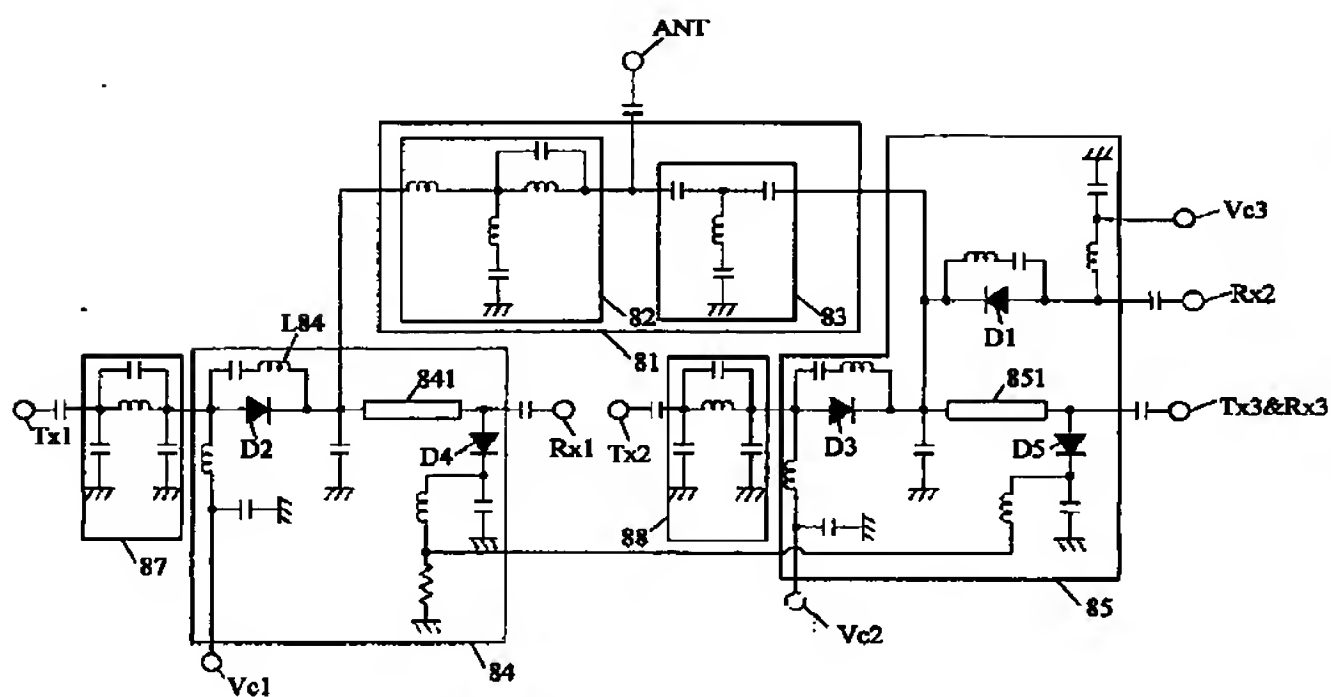 ANT
Vc3
Rx2
D1
82
83
81
L84
841
851
Tx1
D2
D4
Rx1
Tx2
D3
D5
Tx3&Rx3
87
88
85
Vc2
84
Vc1